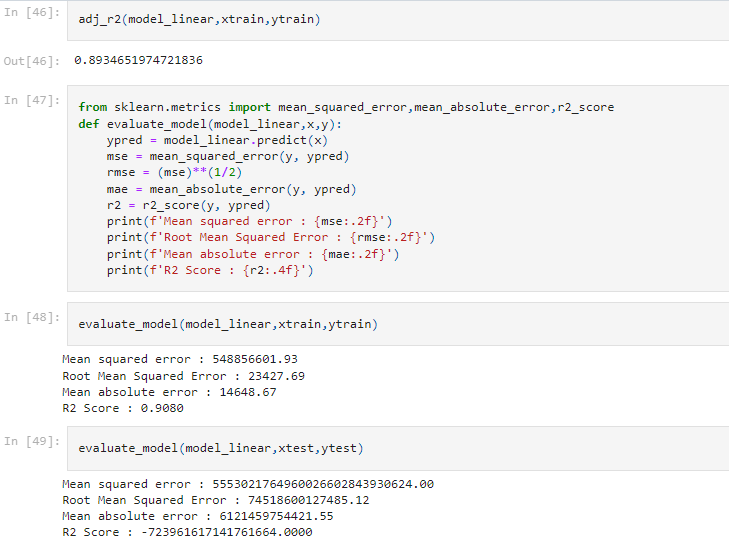 In [46]:
adj_r2(model_linear,xtrain,ytrain)
Out[46]: 0.8934651974721836
In [47]:
from sklearn.metrics import mean_squared_error,mean_absolute_error,r2_score
def evaluate_model(model_linear,x,y):
    ypred = model_linear.predict(x)
    mse = mean_squared_error(y, ypred)
    rmse = (mse)**(1/2)
    mae = mean_absolute_error(y, ypred)
    r2 = r2_score(y, ypred)
    print(f'Mean squared error : {mse:.2f}')
    print(f'Root Mean Squared Error : {rmse:.2f}')
    print(f'Mean absolute error : {mae:.2f}')
    print(f'R2 Score : {r2:.4f}')
In [48]:
evaluate_model(model_linear,xtrain,ytrain)
Mean squared error : 548856601.93
Root Mean Squared Error : 23427.69
Mean absolute error : 14648.67
R2 Score : 0.9080
In [49]:
evaluate_model(model_linear,xtest,ytest)
Mean squared error : 5553021764960026602843930624.00
Root Mean Squared Error : 74518600127485.12
Mean absolute error : 6121459754421.55
R2 Score : -723961617141761664.0000